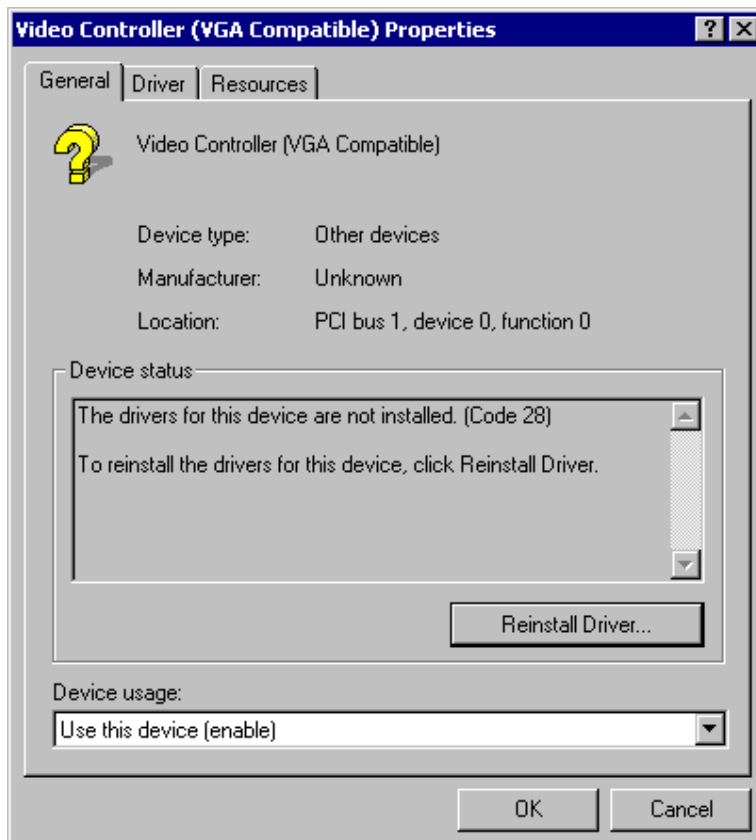 Video Controller (VGA Compatible) Properties
General Driver Resources
Video Controller (VGA Compatible)
Device type: Other devices
Manufacturer: Unknown
Location: PCI bus 1, device 0, function 0
Device status
The drivers for this device are not installed. (Code 28)
To reinstall the drivers for this device, click Reinstall Driver.
Reinstall Driver...
Device usage:
Use this device (enable)
OK Cancel